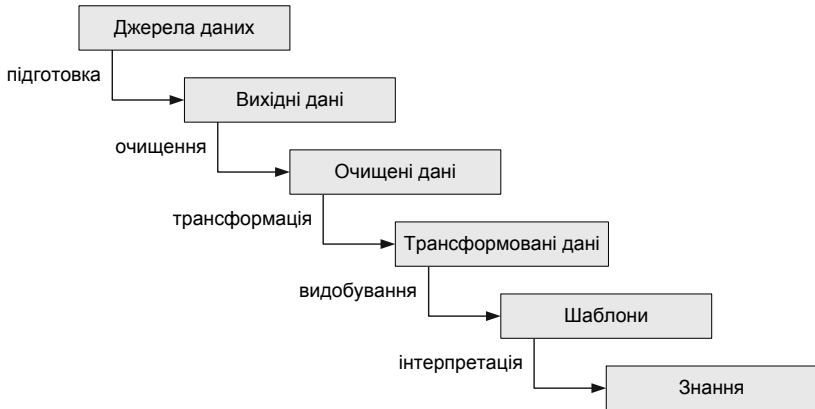 Джерела даних
підготовка
Вихідні дані
очищення
Очищені дані
трансформація
Трансформовані дані
видобування
Шаблони
інтерпретація
Знання